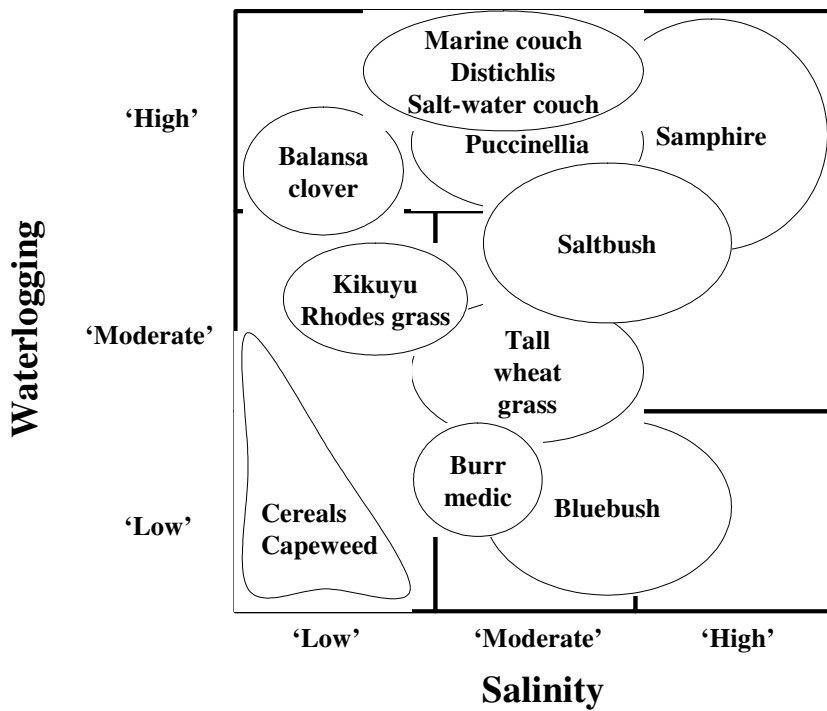 Marine couch
Distichlis
Salt-water couch
‘High’
Puccinellia
Samphire
Balansa
clover
Saltbush
Waterlogging
Kikuyu
Rhodes grass
‘Moderate’
Tall
wheat
grass
Burr
medic
Bluebush
Cereals
Capeweed
‘Low’
‘Low’
‘Moderate’
‘High’
Salinity